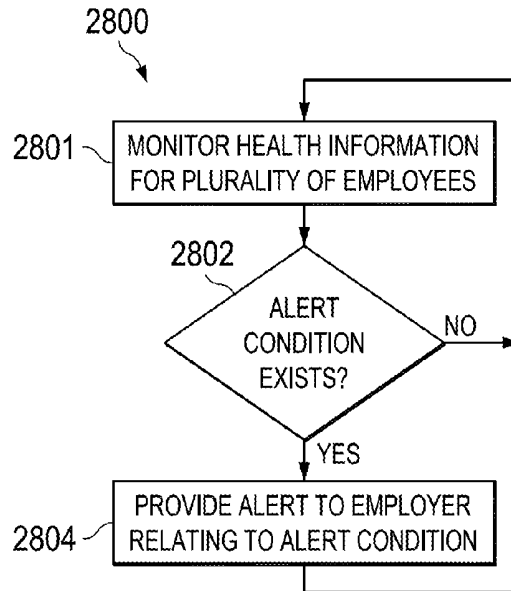 2800
2801
MONITOR HEALTH INFORMATION
FOR PLURALITY OF EMPLOYEES
2802
ALERT
CONDITION
EXISTS?
NO
YES
2804
PROVIDE ALERT TO EMPLOYER
RELATING TO ALERT CONDITION